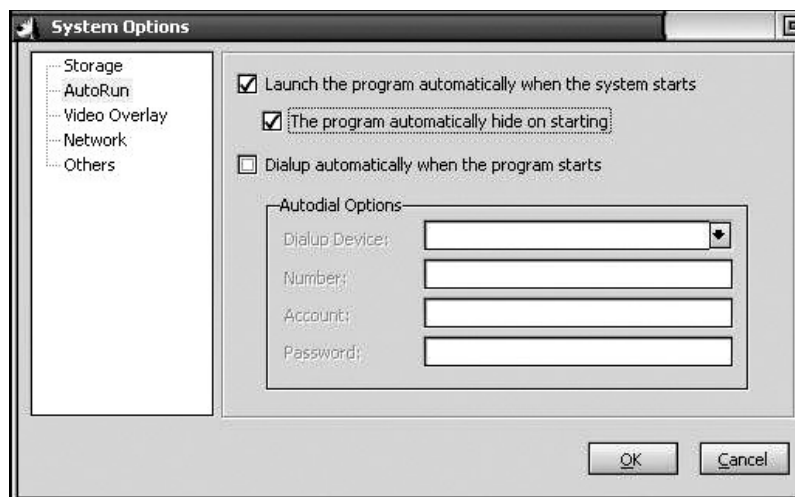 System Options
Storage
AutoRun
Video Overlay
Network
Others
Launch the program automatically when the system starts
The program automatically hide on starting
Dialup automatically when the program starts
Autodial Options
Dialup Device:
Number:
Account:
Password:
OK
Cancel